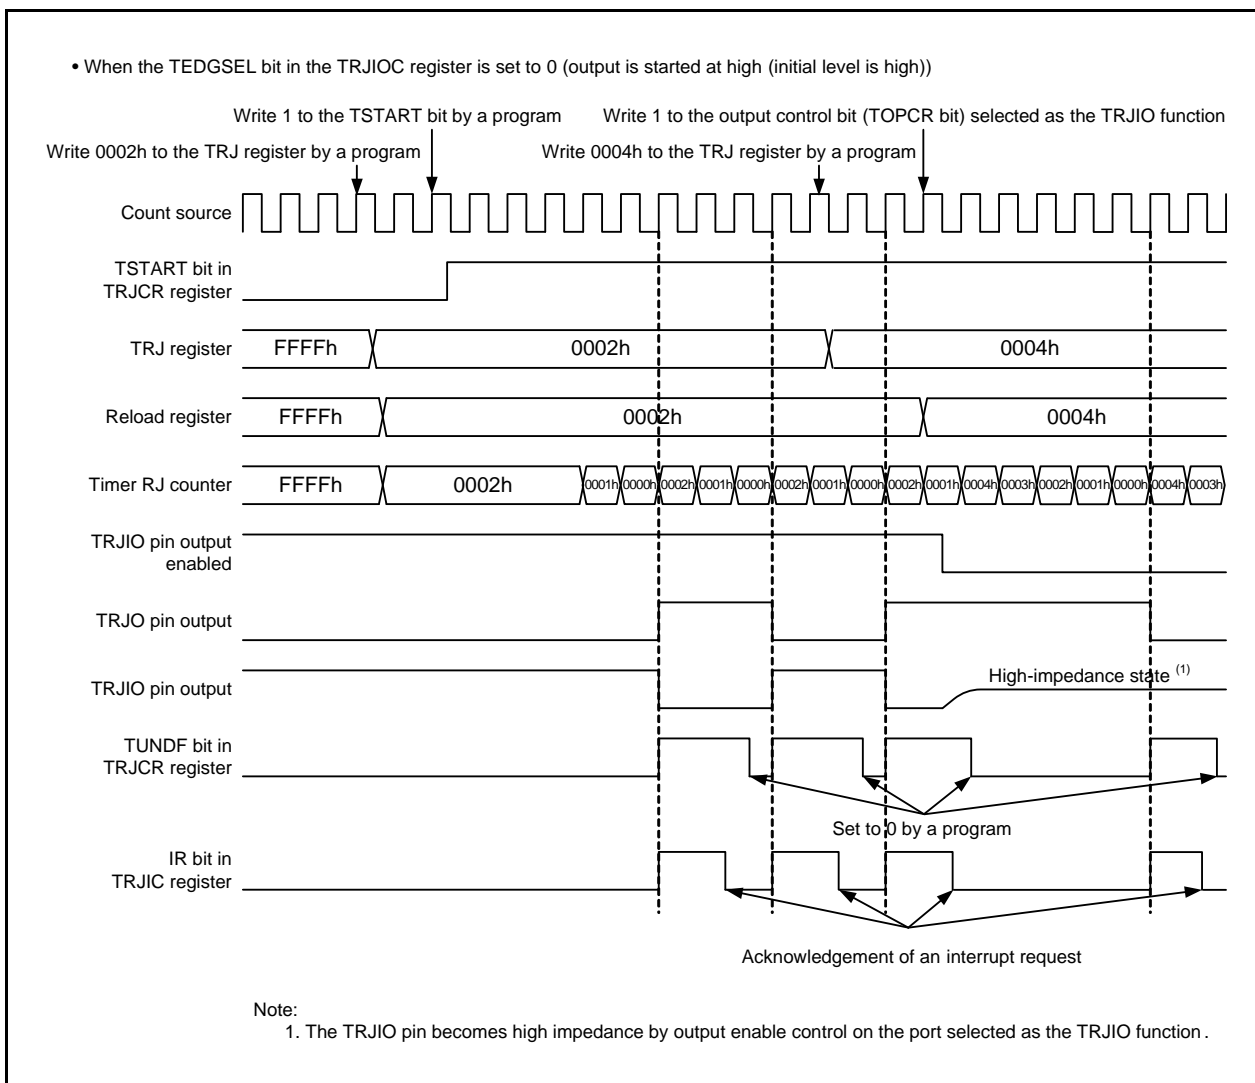 • When the TEDGSEL bit in the TRJIOC register is set to 0 (output is started at high (initial level is high))
Write 1 to the TSTART bit by a program
Write 1 to the output control bit (TOPCR bit) selected as the TRJIO function
Write 0002h to the TRJ register by a program
Write 0004h to the TRJ register by a program
Count source
TSTART bit in
TRJCR register
TRJ register
FFFFh
0002h
0004h
Reload register
FFFFh
0002h
0004h
Timer RJ counter
FFFFh
0002h
0001h
0000h
0002h
0001h
0000h
0002h
0001h
0000h
0002h
0001h
0004h
0003h
0002h
0001h
0000h
0004h
0003h
TRJIO pin output
enabled
TRJO pin output
TRJIO pin output
High-impedance state (1)
TUNDF bit in
TRJCR register
Set to 0 by a program
IR bit in
TRJIC register
Acknowledgement of an interrupt request
Note:
1. The TRJIO pin becomes high impedance by output enable control on the port selected as the TRJIO function .